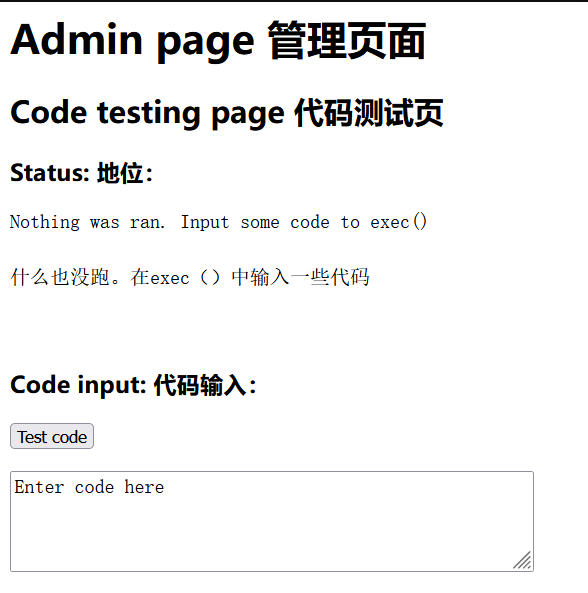 Admin page 管理页面
Code testing page 代码测试页
Status: 地位：
Nothing was ran. Input some code to exec()
什么也没跑。在exec（）中输入一些代码
Code input: 代码输入：
Test code
Enter code here